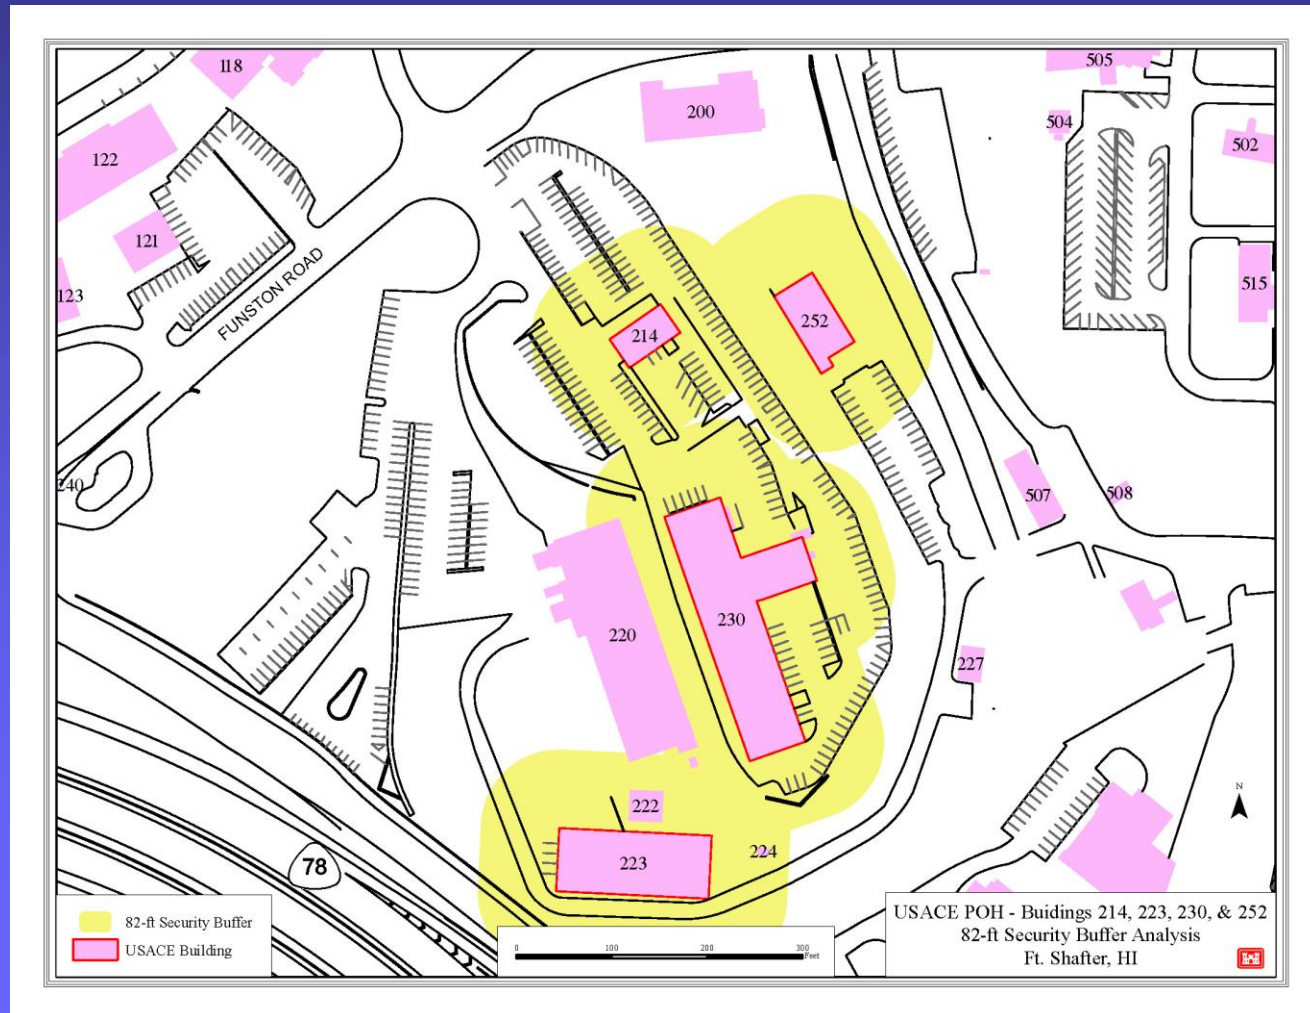 118
505
200
504
502
122
121
123
FUNSTON ROAD
515
252
214
240
507
508
220
230
227
222
223
224
78
N
82-ft Security Buffer
USACE Building
0 100 200 300
Feet
USACE POH - Buidings 214, 223, 230, & 252
82-ft Security Buffer Analysis
Ft. Shafter, HI